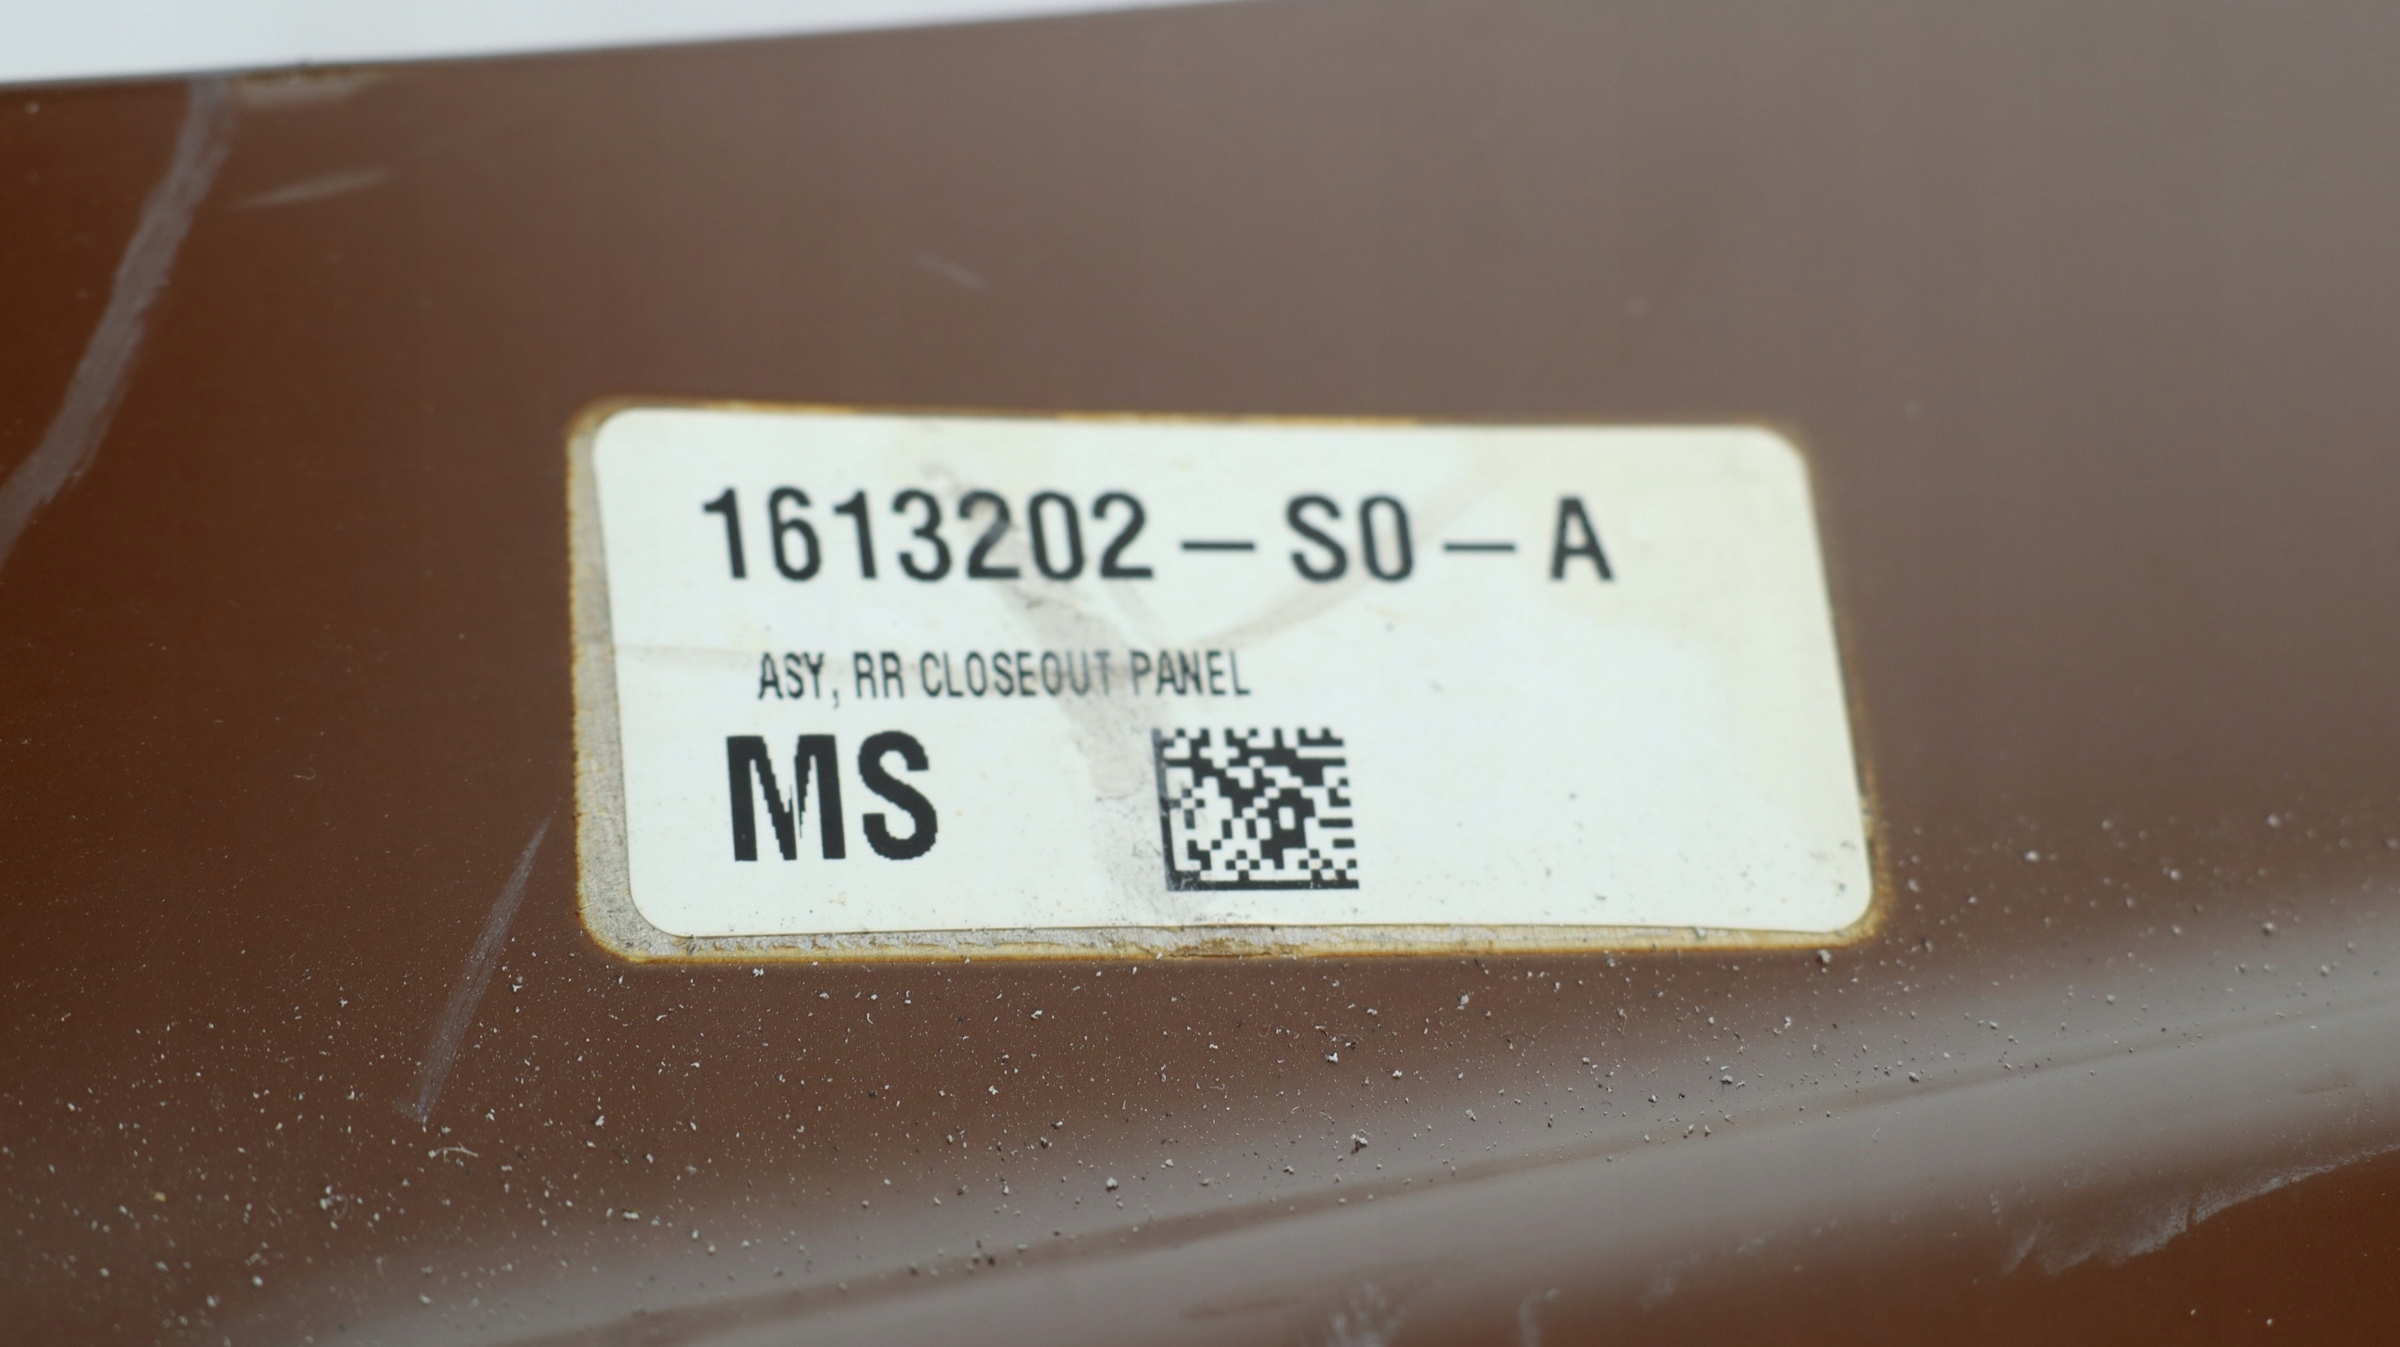 1613202-S0-A
ASY, RR CLOSEOUT PANEL
MS